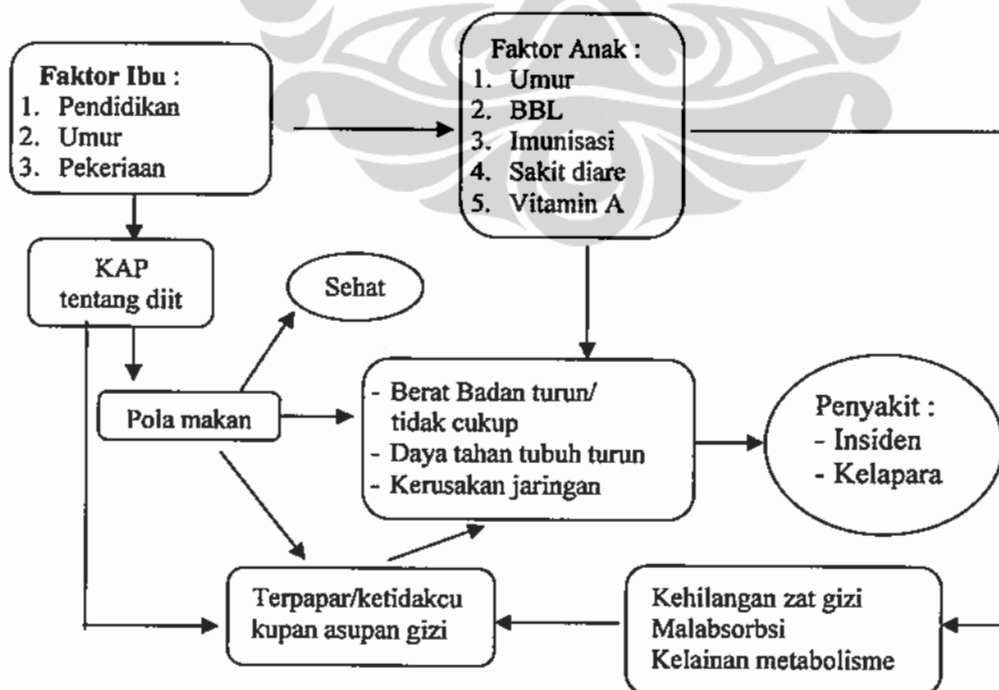 Faktor Ibu :
1. Pendidikan
2. Umur
3. Pekeriaan
Faktor Anak :
1. Umur
2. BBL
3. Imunisasi
4. Sakit diare
5. Vitamin A
KAP
tentang diit
Sehat
Pola makan
- Berat Badan turun/
tidak cukup
- Daya tahan tubuh turun
- Kerusakan jaringan
Penyakit :
- Insiden
- Kelapara
Terpapar/ketidakcu
kupan asupan gizi
Kehilangan zat gizi
Malabsorbsi
Kelainan metabolisme